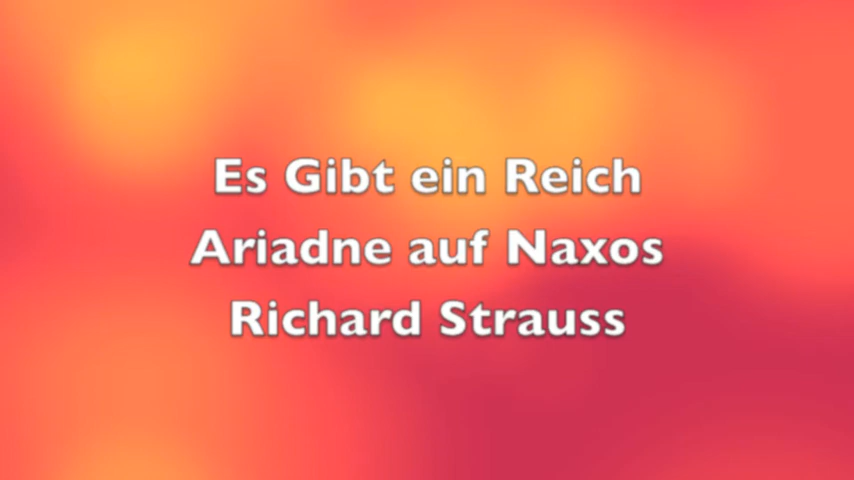 Es Gibt ein Reich
Ariadne auf Naxos
Richard Strauss